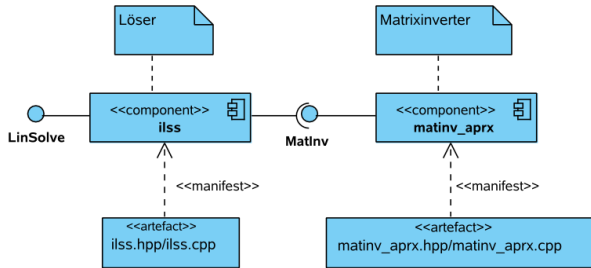 Löser
Matrixinverter
<<component>>
ilss
<<component>>
matinv_aprx
LinSolve
MatInv
<<manifest>>
<<manifest>>
<<artefact>>
ilss.hpp/ilss.cpp
<<artefact>>
matinv_aprx.hpp/matinv_aprx.cpp